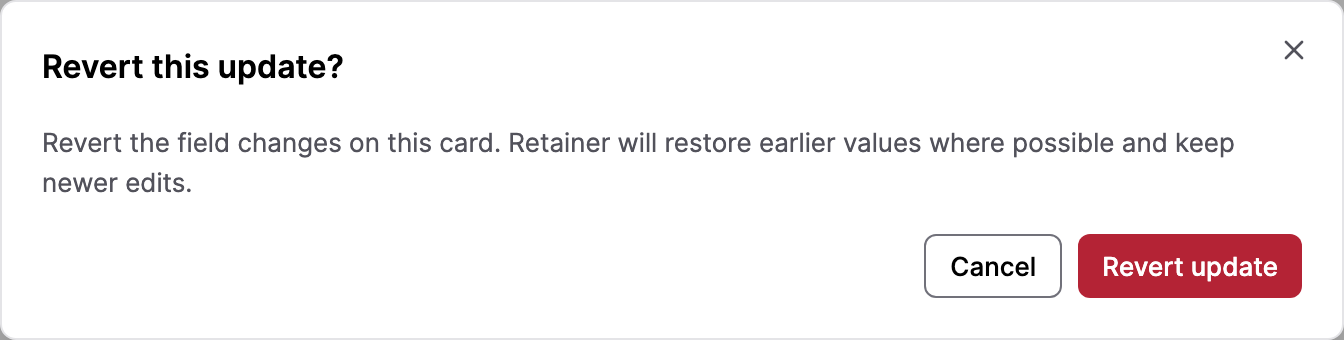 Revert this update?
Revert the field changes on this card. Retainer will restore earlier values where possible and keep
newer edits.
Cancel
Revert update